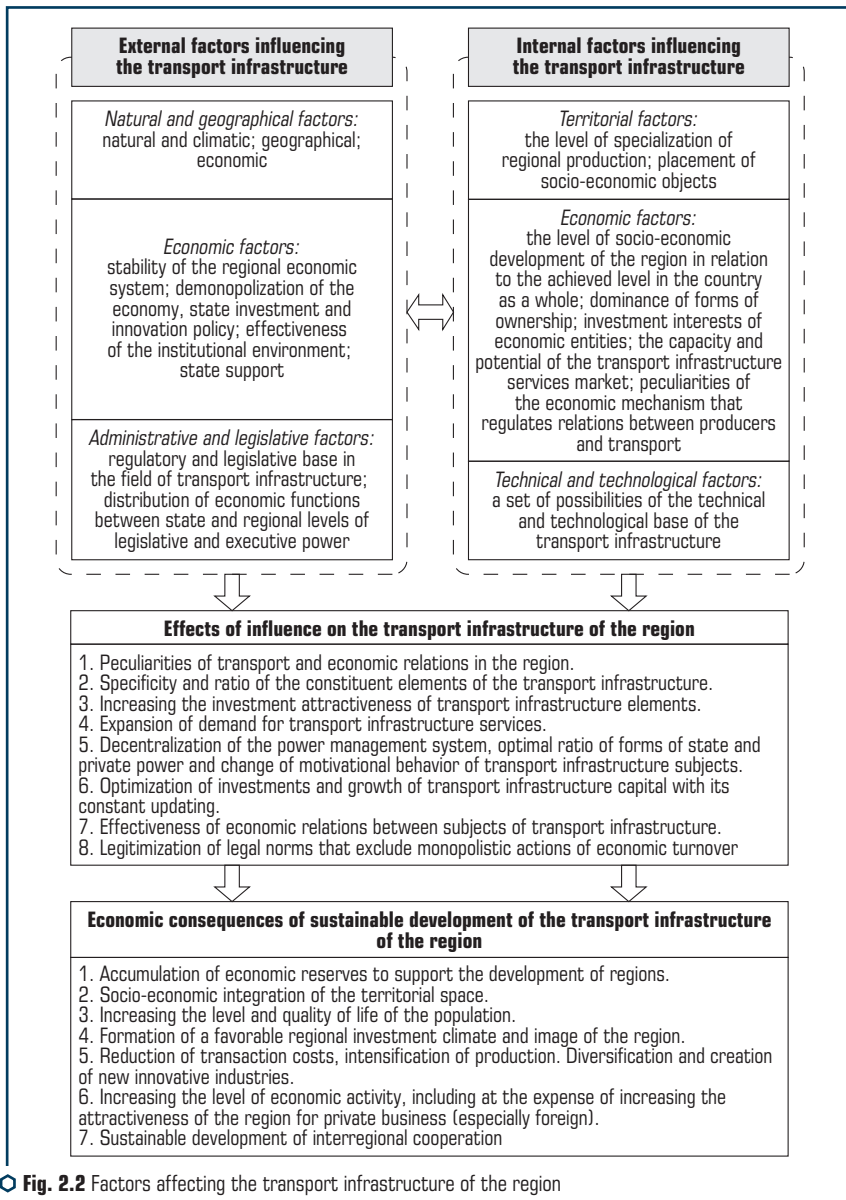 External factors influencing
the transport infrastructure
Natural and geographical factors:
natural and climatic; geographical;
economic
Economic factors:
stability of the regional economic
system; demonopolization of the
economy, state investment and
innovation policy; effectiveness
of the institutional environment;
state support
Administrative and legislative factors:
regulatory and legislative base in
the field of transport infrastructure;
distribution of economic functions
between state and regional levels of
legislative and executive power
Internal factors influencing
the transport infrastructure
Territorial factors:
the level of specialization of
regional production; placement of
socio-economic objects
Economic factors:
the level of socio-economic
development of the region in relation
to the achieved level in the country
as a whole; dominance of forms of
ownership; investment interests of
economic entities; the capacity and
potential of the transport infrastructure
services market; peculiarities of
the economic mechanism that
regulates relations between producers
and transport
Technical and technological factors:
a set of possibilities of the technical
and technological base of the
transport infrastructure
Effects of influence on the transport infrastructure of the region
1. Peculiarities of transport and economic relations in the region.
2. Specificity and ratio of the constituent elements of the transport infrastructure.
3. Increasing the investment attractiveness of transport infrastructure elements.
4. Expansion of demand for transport infrastructure services.
5. Decentralization of the power management system, optimal ratio of forms of state and
private power and change of motivational behavior of transport infrastructure subjects.
6. Optimization of investments and growth of transport infrastructure capital with its
constant updating.
7. Effectiveness of economic relations between subjects of transport infrastructure.
8. Legitimization of legal norms that exclude monopolistic actions of economic turnover
Economic consequences of sustainable development of the transport infrastructure
of the region
1. Accumulation of economic reserves to support the development of regions.
2. Socio-economic integration of the territorial space.
3. Increasing the level and quality of life of the population.
4. Formation of a favorable regional investment climate and image of the region.
5. Reduction of transaction costs, intensification of production. Diversification and creation
of new innovative industries.
6. Increasing the level of economic activity, including at the expense of increasing the
attractiveness of the region for private business (especially foreign).
7. Sustainable development of interregional cooperation
Fig. 2.2 Factors affecting the transport infrastructure of the region